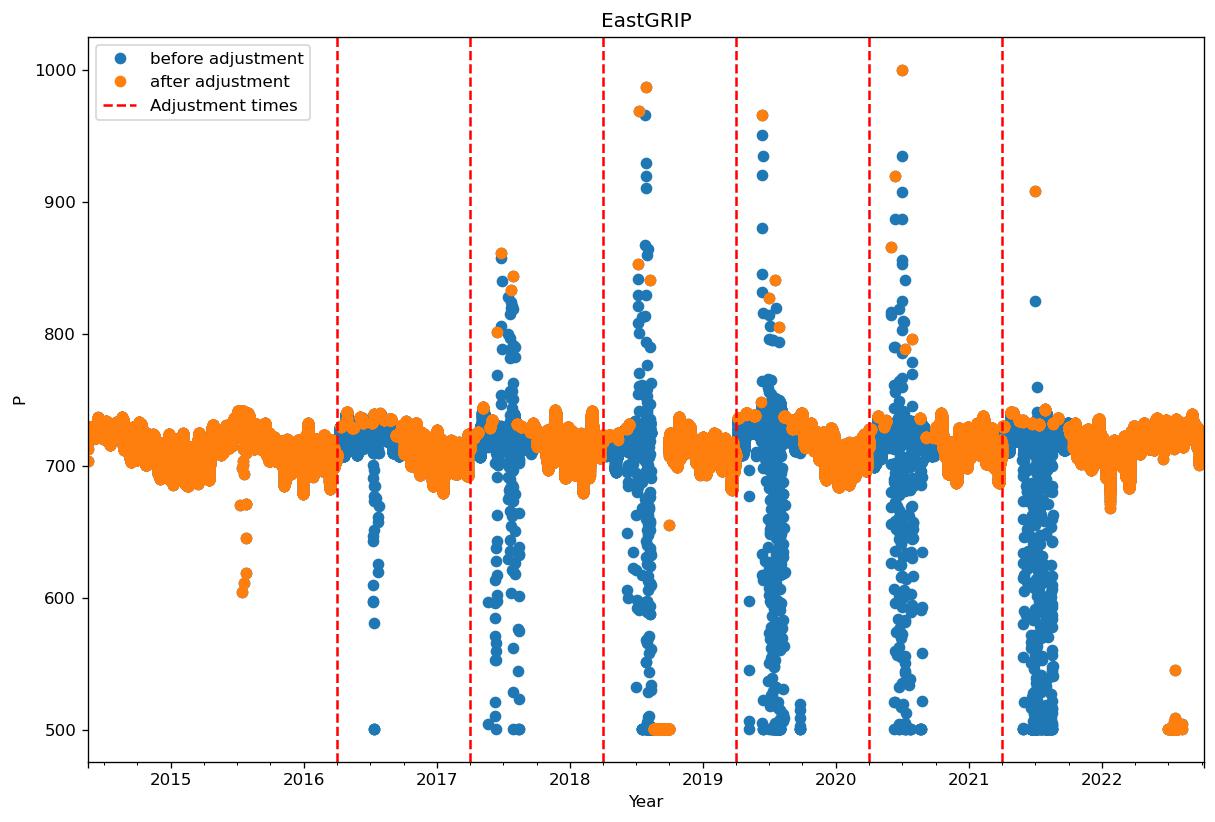 EastGRIP
before adjustment
after adjustment
Adjustment times
1000
900
800
700
600
500
P
2015 2016 2017 2018 2019 2020 2021 2022
Year